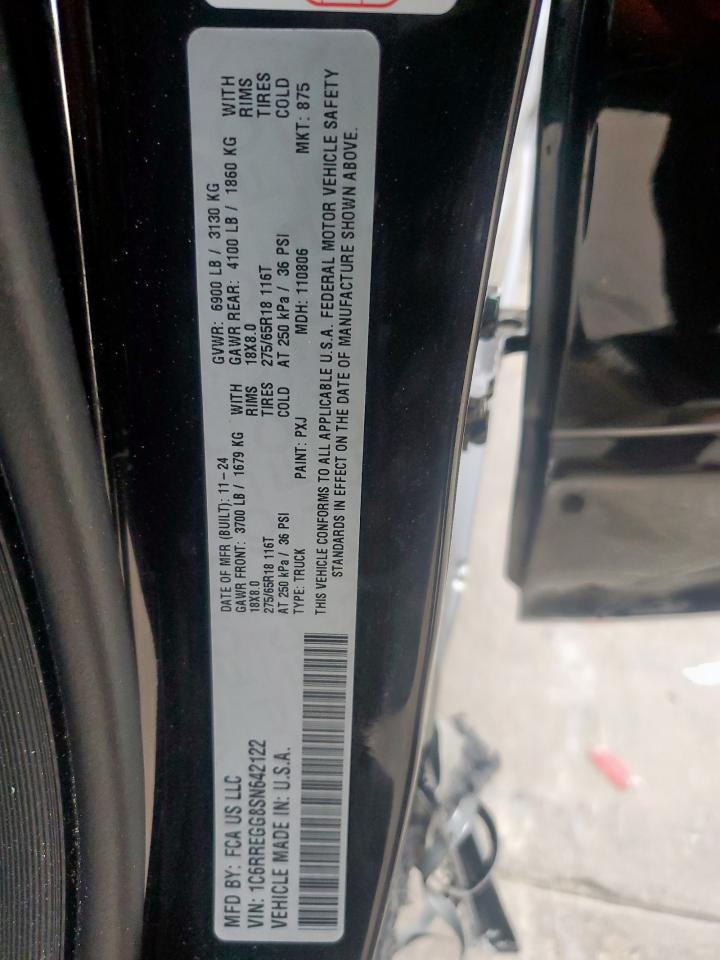 MFD BY: FCA US LLC
VIN: 1C6RREGG8SN642122
VEHICLE MADE IN: U.S.A.
DATE OF MFR (BUILT): 11-24 GVWR: 6900 LB / 3130 KG
GAWR FRONT: 3700 LB / 1679 KG WITH GAWR REAR: 4100 LB / 1860 KG WITH
18X8.0 RIMS 18X8.0 RIMS
275/65R18 116T TIRES 275/65R18 116T TIRES
AT 250 kPa / 36 PSI COLD AT 250 kPa / 36 PSI COLD
TYPE: TRUCK PAINT: PXJ MDH: 110806 MKT: 875
THIS VEHICLE CONFORMS TO ALL APPLICABLE U.S.A. FEDERAL MOTOR VEHICLE SAFETY
STANDARDS IN EFFECT ON THE DATE OF MANUFACTURE SHOWN ABOVE.